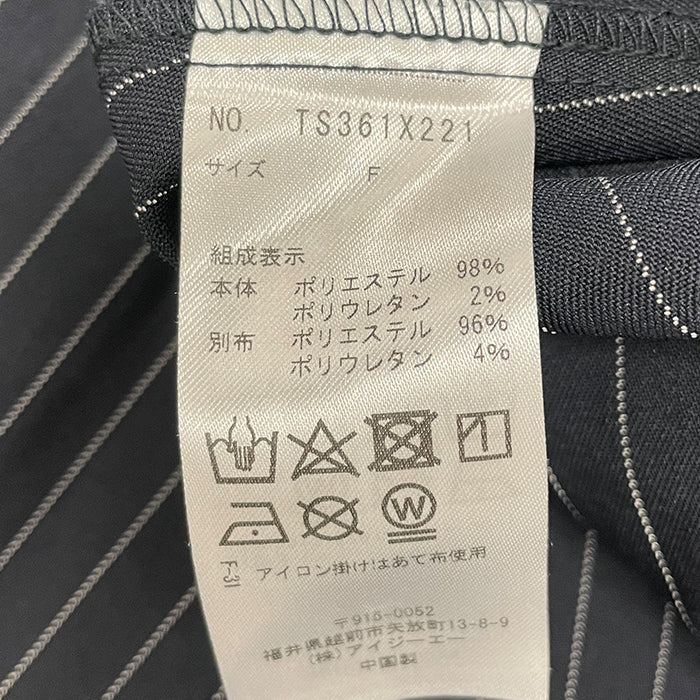 NO. TS361X221
サイズ F
組成表示
本体 ポリエステル 98%
ポリウレタン 2%
別布 ポリエステル 96%
ポリウレタン 4%
W
F-31 アイロン掛けはあて布使用
〒915-0052
福井県越前市矢放町13-8-9
(株)アイジーエー
中国製